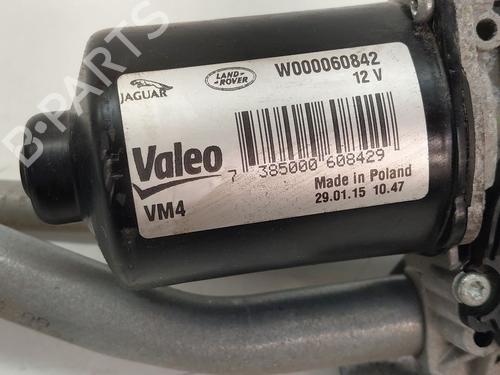 JAGUAR
LAND-
ROVER
W000060842
12 V
Valeo
7 385000 608429
VM4
Made in Poland
29.01.15 10.47
B-PARTS